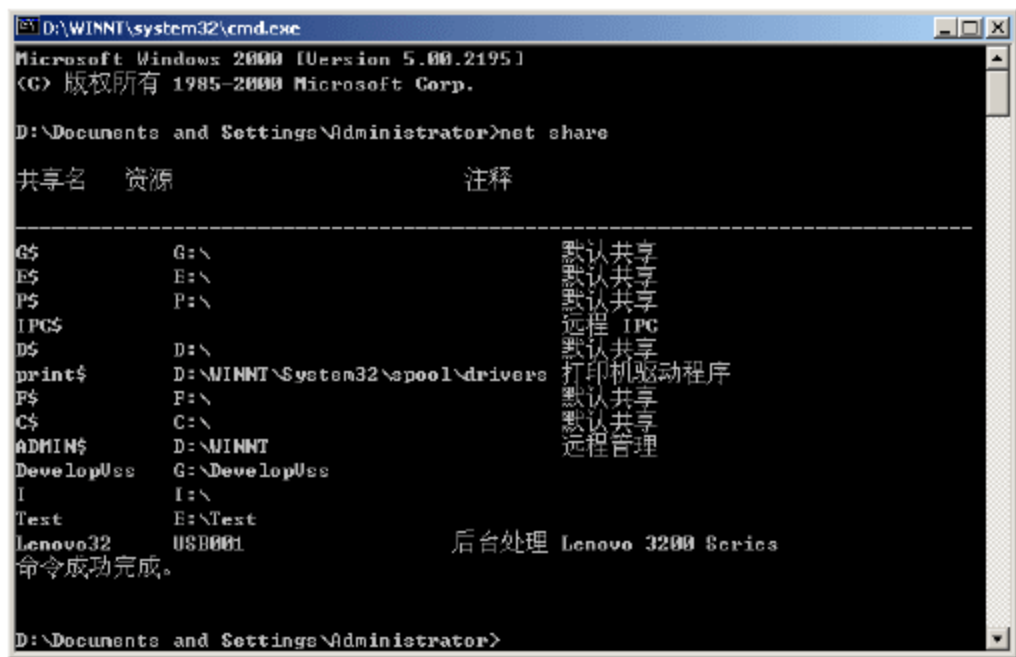 D:\WINNT\system32\cmd.exe
Microsoft Windows 2000 [Version 5.00.2195]
(C) 版权所有 1985-2000 Microsoft Corp.
D:\Documents and Settings\Administrator>net share
共享名 资源 注释
-------------------------------------------------------------------------------
G$ G:\ 默认共享
E$ E:\ 默认共享
P$ P:\ 默认共享
IPC$ 远程 IPC
D$ D:\ 默认共享
print$ D:\WINNT\System32\spool\drivers 打印机驱动程序
F$ F:\ 默认共享
C$ C:\ 默认共享
ADMIN$ D:\WINNT 远程管理
DevelopVss G:\DevelopVss
I I:\
Test E:\Test
Lenovo32 USB001 后台处理 Lenovo 3200 Series
命令成功完成。
D:\Documents and Settings\Administrator>